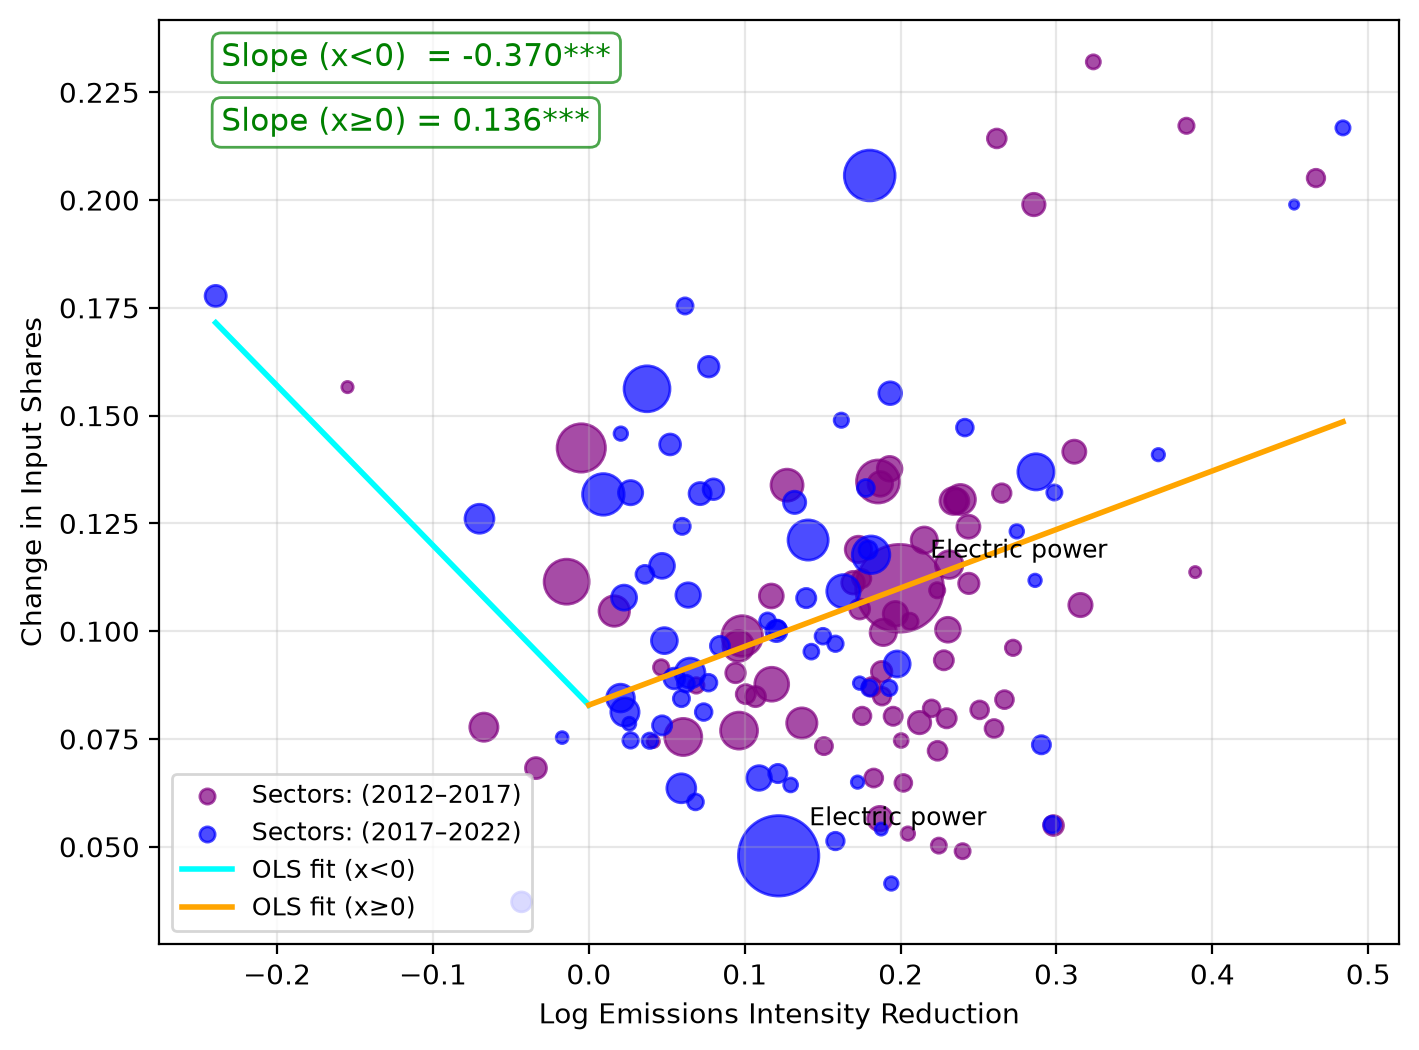 Slope (x<0)  = -0.370***
Slope (x≥0) = 0.136***
0.225
0.200
0.175
0.150
0.125
0.100
0.075
0.050
Change in Input Shares
Electric power
Electric power
Sectors: (2012–2017)
Sectors: (2017–2022)
OLS fit (x<0)
OLS fit (x≥0)
−0.2
−0.1
0.0
0.1
0.2
0.3
0.4
0.5
Log Emissions Intensity Reduction